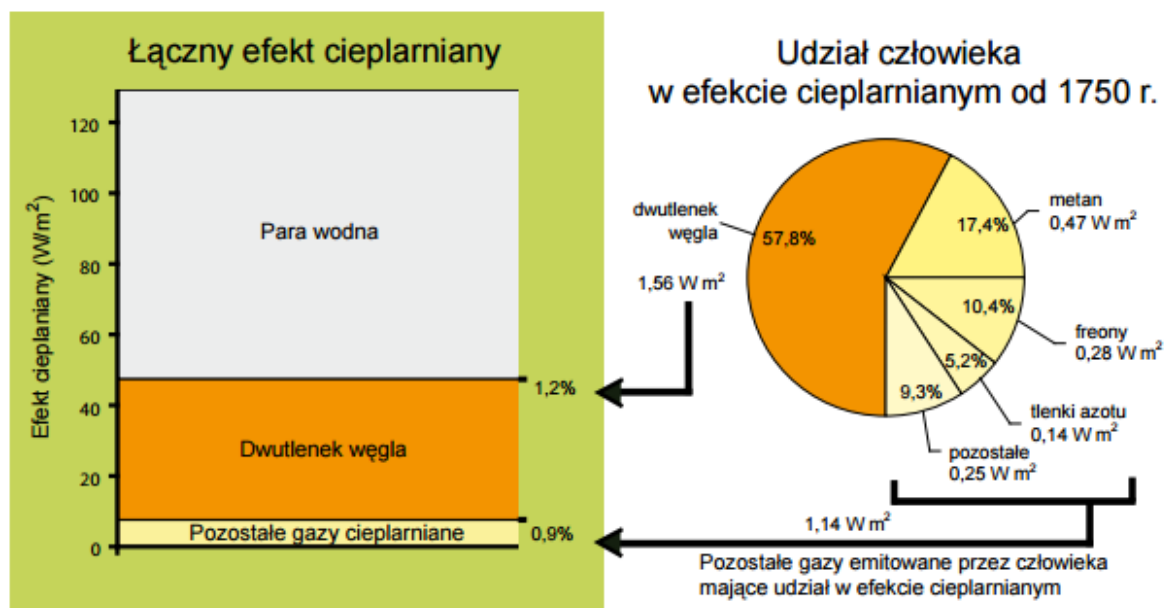 Łączny efekt cieplarniany
Efekt cieplaniany (W/m²)
120
100
80
60
40
20
0
Para wodna
Dwutlenek węgla
Pozostałe gazy cieplarniane
1,2%
0,9%
Udział człowieka
w efekcie cieplarnianym od 1750 r.
dwutlenek
węgla
57,8%
1,56 W m²
17,4%
metan
0,47 W m²
10,4%
freony
0,28 W m²
5,2%
tlenki azotu
0,14 W m²
9,3%
pozostałe
0,25 W m²
1,14 W m²
Pozostałe gazy emitowane przez człowieka
mające udział w efekcie cieplarnianym